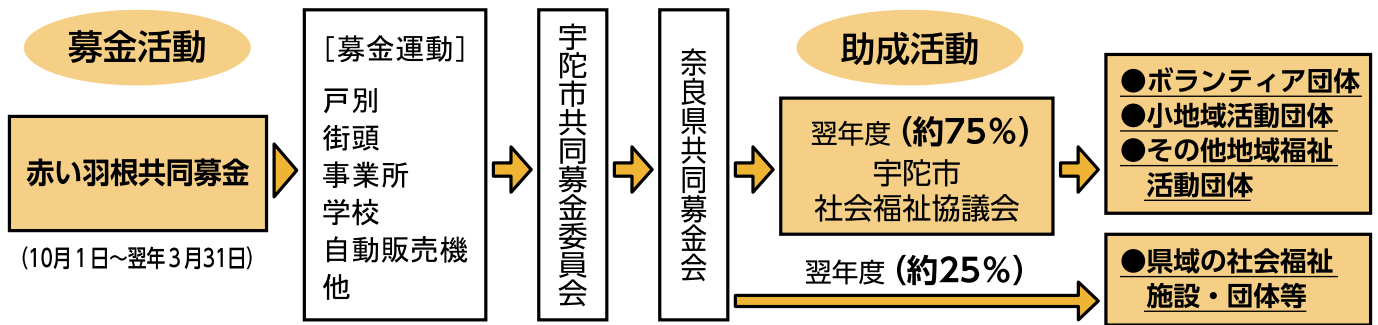 募金活動
赤い羽根共同募金
(10月1日～翌年3月31日)
［募金運動］
戸別
街頭
事業所
学校
自動販売機
他
宇陀市共同募金委員会
奈良県共同募金会
助成活動
翌年度（約75%）
宇陀市
社会福祉協議会
●ボランティア団体
●小地域活動団体
●その他地域福祉
活動団体
翌年度（約25%）
●県域の社会福祉
施設・団体等